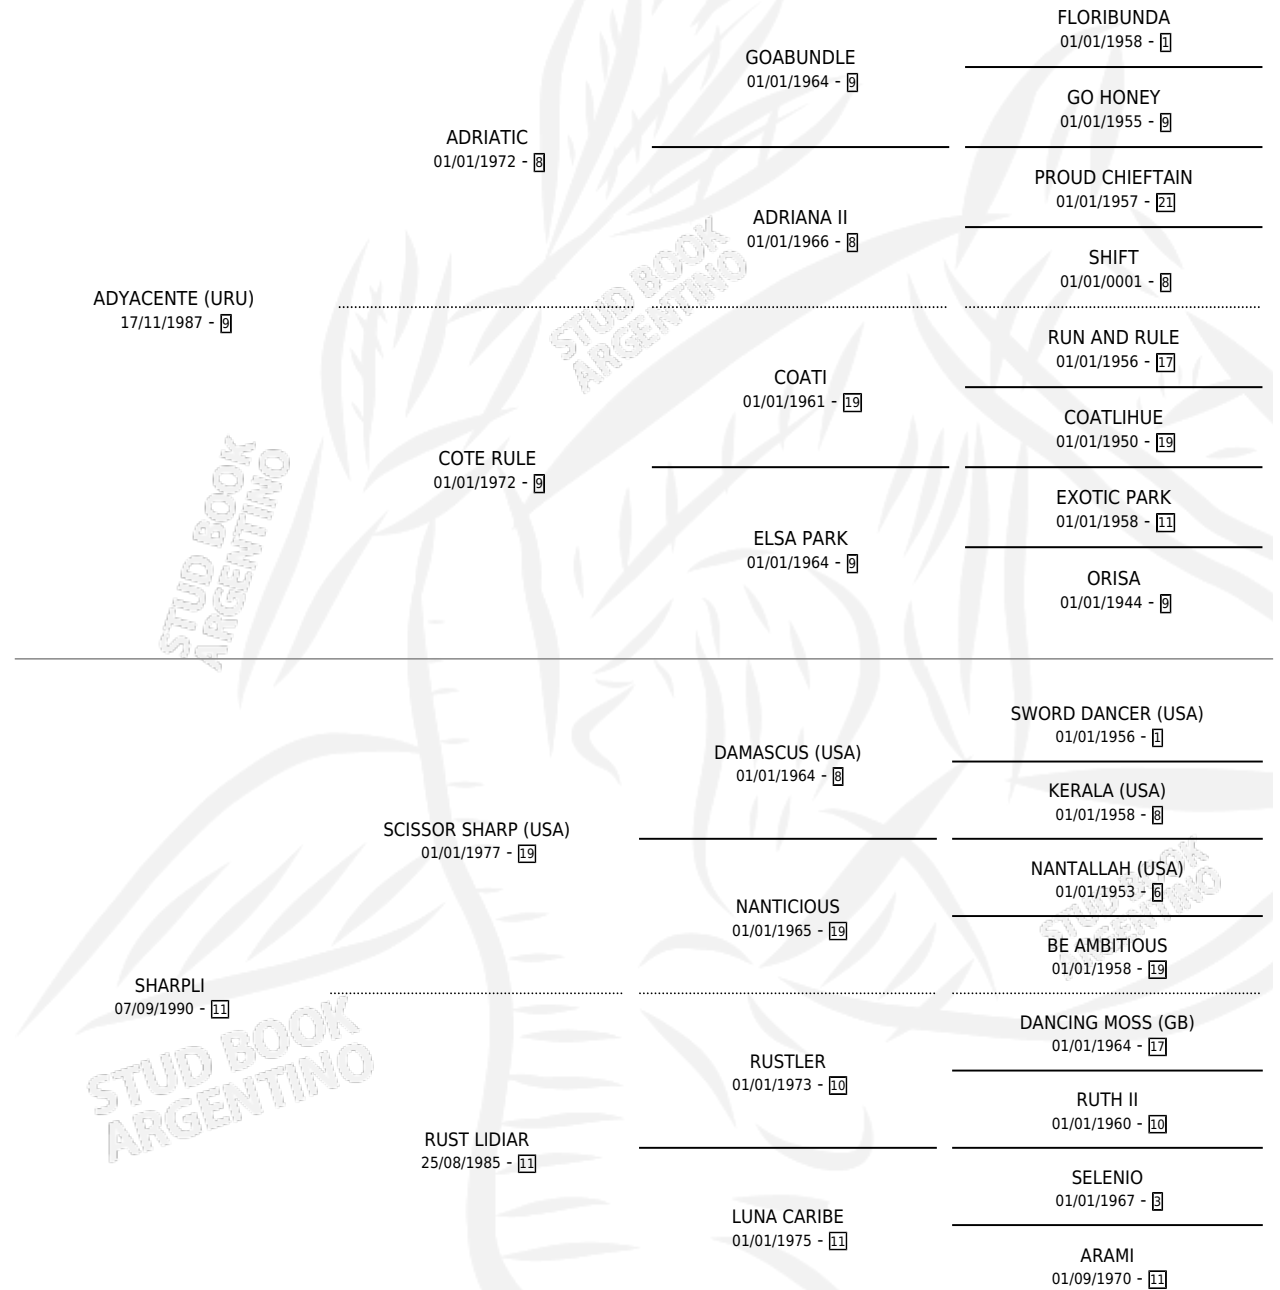 FLORIBUNDA
01/01/1958 - 1
GOABUNDLE
01/01/1964 - 9
GO HONEY
01/01/1955 - 9
ADRIATIC
01/01/1972 - 8
PROUD CHIEFTAIN
01/01/1957 - 21
ADRIANA II
01/01/1966 - 8
SHIFT
01/01/0001 - 8
ADYACENTE (URU)
17/11/1987 - 9
RUN AND RULE
01/01/1956 - 17
COATI
01/01/1961 - 19
COATLIHUE
01/01/1950 - 19
COTE RULE
01/01/1972 - 9
EXOTIC PARK
01/01/1958 - 11
ELSA PARK
01/01/1964 - 9
ORISA
01/01/1944 - 9
STUD BOOK
ARGENTINO
STUD BOOK
ARGENTINO
SWORD DANCER (USA)
01/01/1956 - 1
DAMASCUS (USA)
01/01/1964 - 8
KERALA (USA)
01/01/1958 - 8
SCISSOR SHARP (USA)
01/01/1977 - 19
NANTALLAH (USA)
01/01/1953 - 6
NANTICIOUS
01/01/1965 - 19
BE AMBITIOUS
01/01/1958 - 19
STUD BOOK
ARGENTINO
SHARPLI
07/09/1990 - 11
DANCING MOSS (GB)
01/01/1964 - 17
RUSTLER
01/01/1973 - 10
RUTH II
01/01/1960 - 10
RUST LIDIAR
25/08/1985 - 11
SELENIO
01/01/1967 - 3
LUNA CARIBE
01/01/1975 - 11
ARAMI
01/09/1970 - 11
STUD BOOK
ARGENTINO